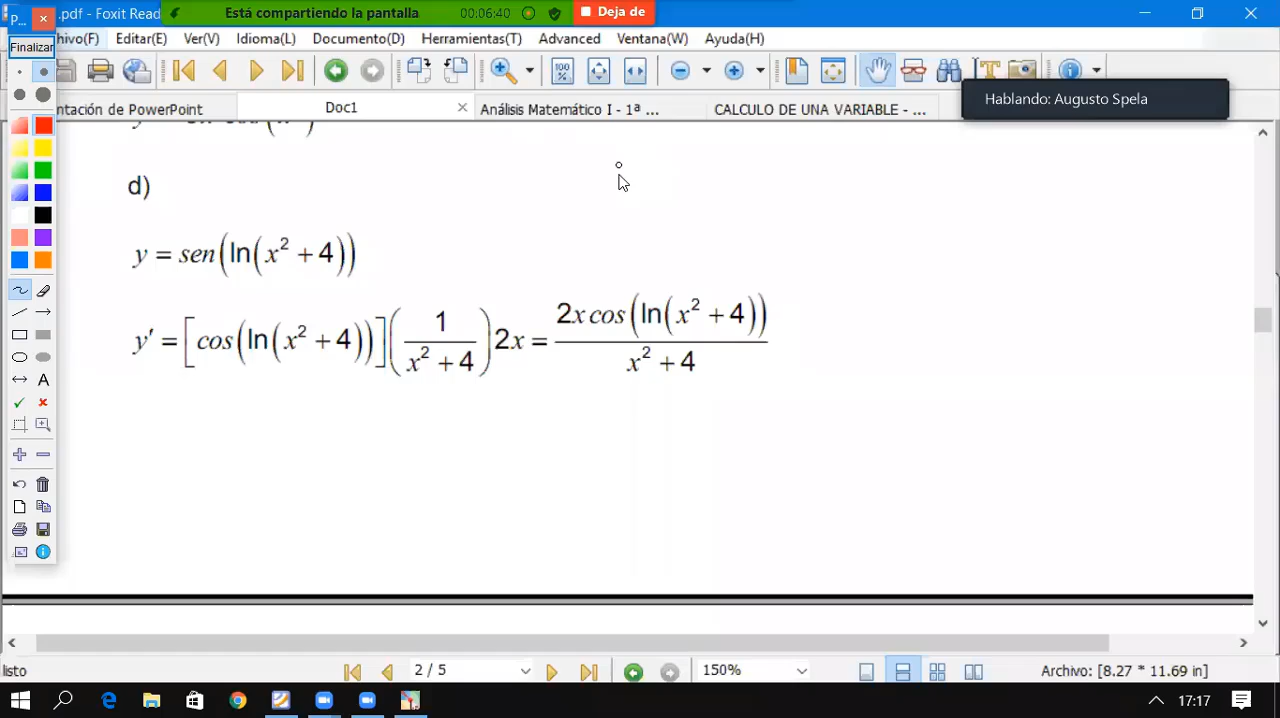 P... .pdf - Foxit Read Está compartiendo la pantalla 00:06:40 Deja de
Finalizar
hivo(F) Editar(E) Ver(V) Idioma(L) Documento(D) Herramientas(T) Advanced Ventana(W) Ayuda(H)
ntación de PowerPoint Doc1 Análisis Matemático I - 1ª ... CALCULO DE UNA VARIABLE - ...
Hablando: Augusto Spela
d)
y = sen(ln(x² + 4))
y' = [cos(ln(x² + 4))](1/(x² + 4))2x = 2x cos(ln(x² + 4))/(x² + 4)
listo 2 / 5 150% Archivo: [8.27 * 11.69 in]
17:17